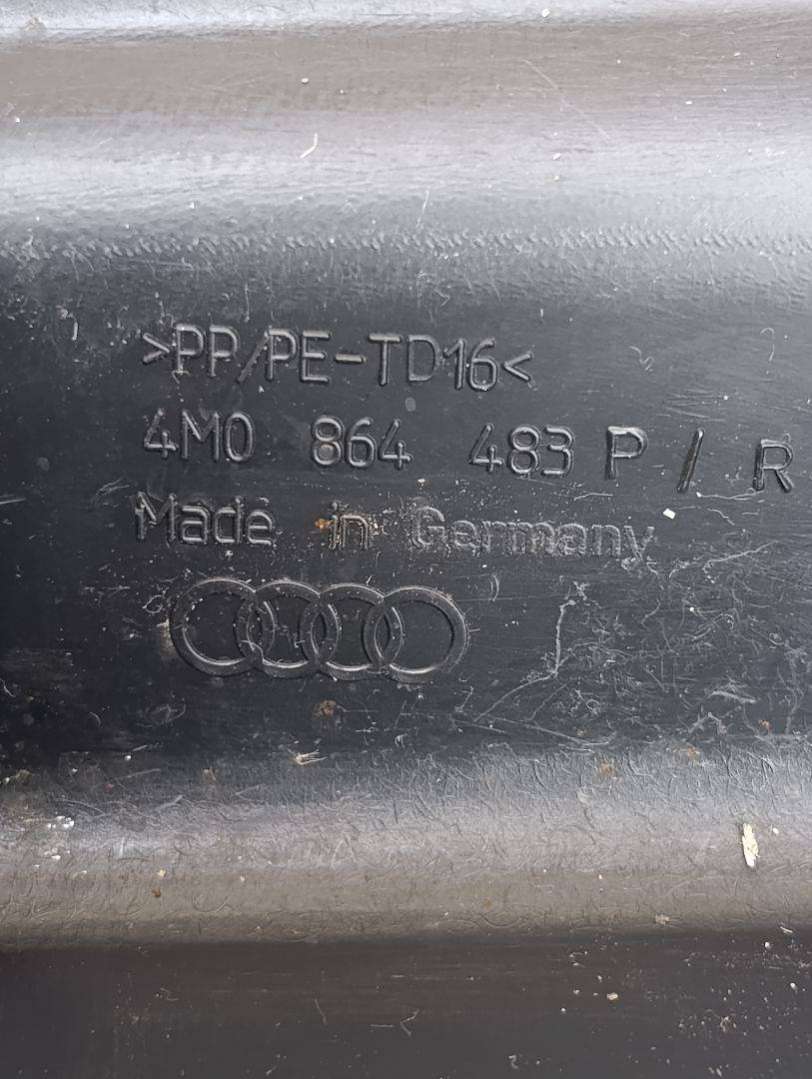 >PP/PE-TD16<
4M0 864 483 P / R
Made in Germany